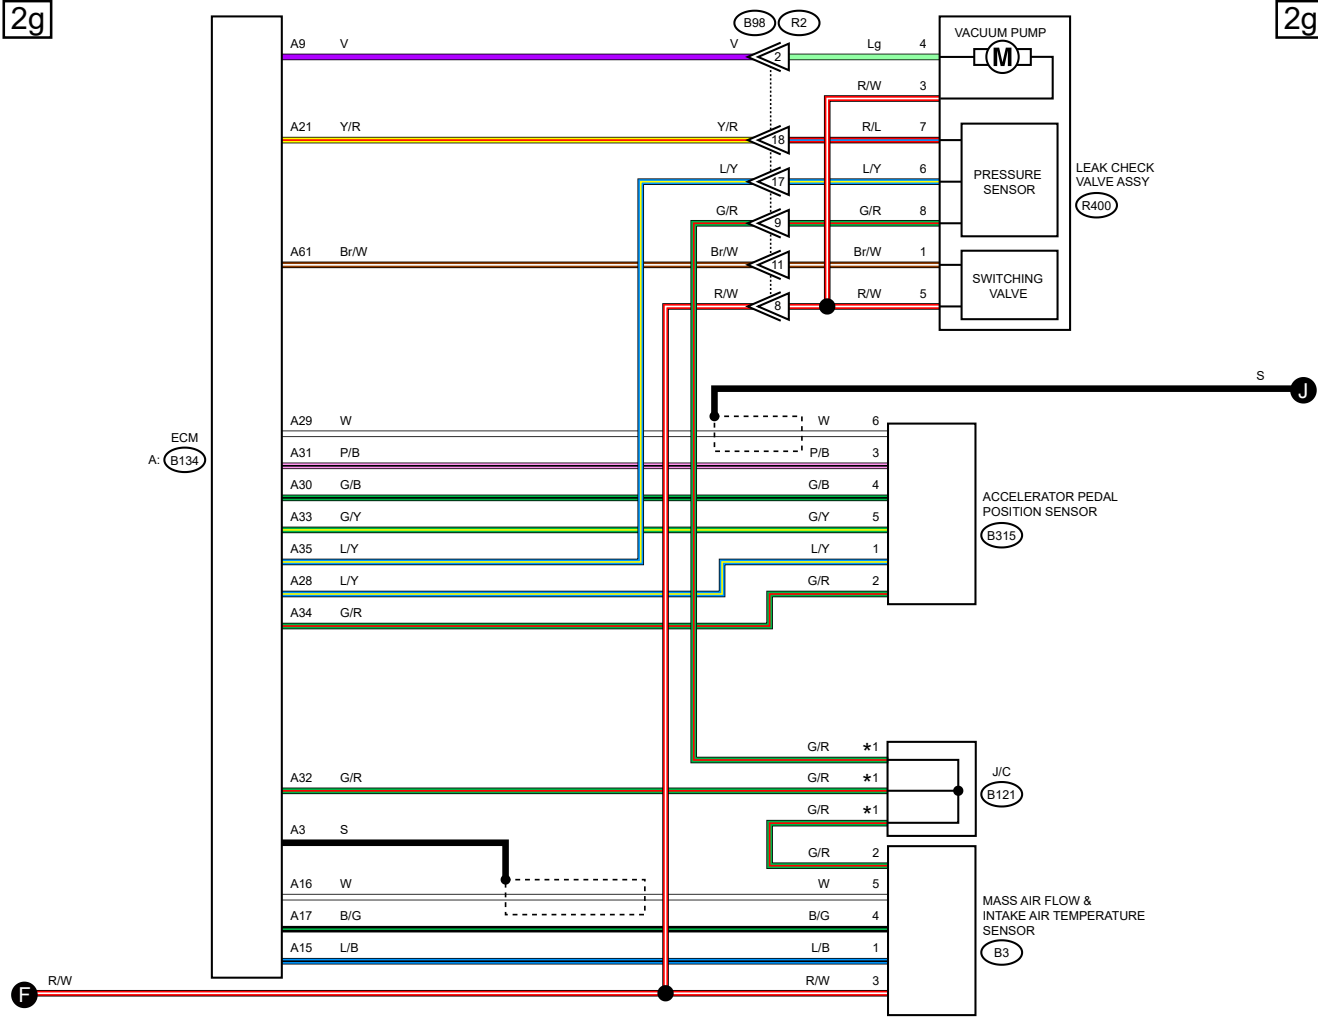 2g
2g
B98 R2
VACUUM PUMP
M
A9 V V 2 Lg 4
R/W 3
A21 Y/R Y/R 18 R/L 7
L/Y 17 L/Y 6
G/R 9 G/R 8
PRESSURE
SENSOR
LEAK CHECK
VALVE ASSY
R400
A61 Br/W Br/W 11 Br/W 1
R/W 8 R/W 5
SWITCHING
VALVE
S J
ECM
A: B134
A29 W W 6
A31 P/B P/B 3
A30 G/B G/B 4
A33 G/Y G/Y 5
A35 L/Y L/Y 1
A28 L/Y G/R 2
A34 G/R
ACCELERATOR PEDAL
POSITION SENSOR
B315
G/R *1
A32 G/R G/R *1
G/R *1
J/C
B121
A3 S
G/R 2
A16 W W 5
A17 B/G B/G 4
A15 L/B L/B 1
F R/W R/W 3
MASS AIR FLOW &
INTAKE AIR TEMPERATURE
SENSOR
B3